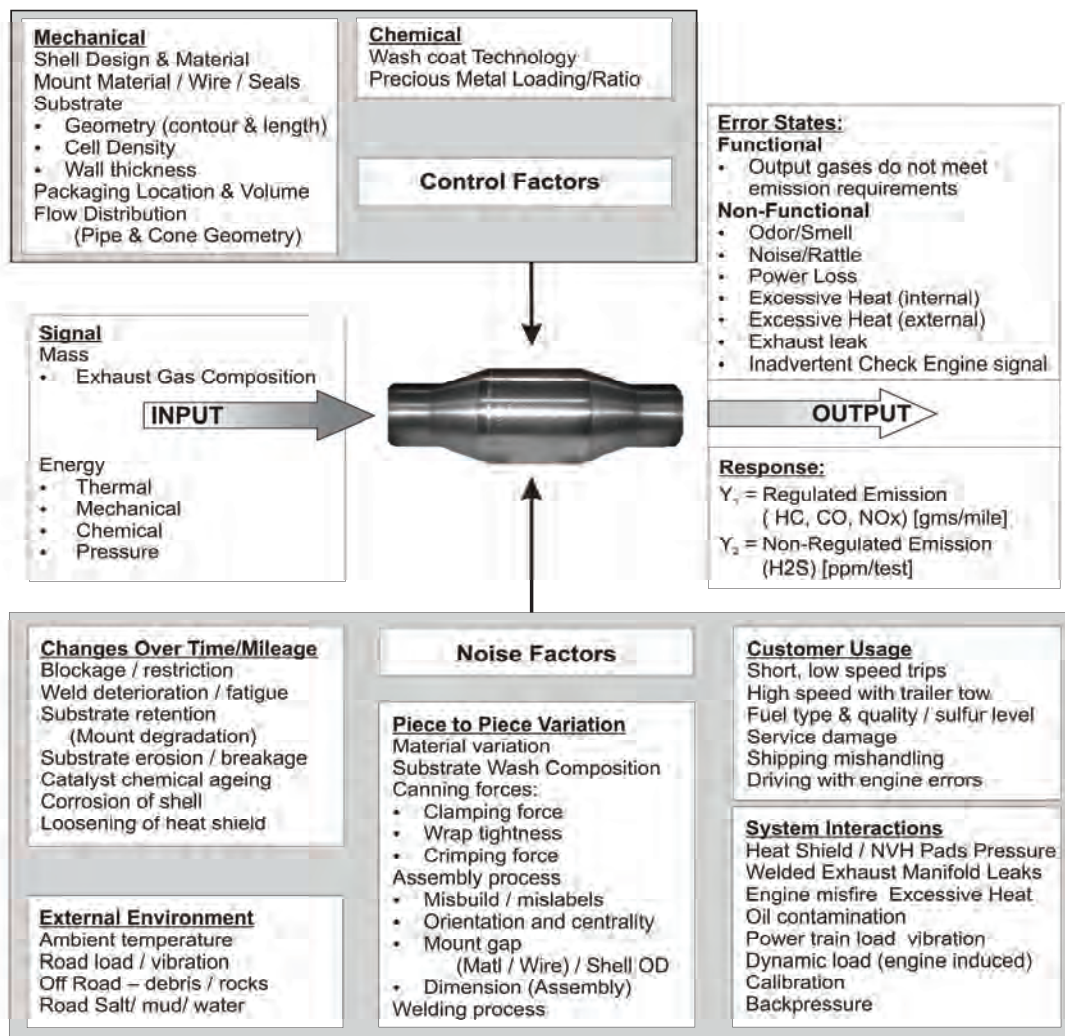 Mechanical
Shell Design & Material
Mount Material / Wire / Seals
Substrate
• Geometry (contour & length)
• Cell Density
• Wall thickness
Packaging Location & Volume
Flow Distribution
(Pipe & Cone Geometry)
Chemical
Wash coat Technology
Precious Metal Loading/Ratio
Control Factors
Error States:
Functional
• Output gases do not meet
emission requirements
Non-Functional
• Odor/Smell
• Noise/Rattle
• Power Loss
• Excessive Heat (internal)
• Excessive Heat (external)
• Exhaust leak
• Inadvertent Check Engine signal
Signal
Mass
• Exhaust Gas Composition
INPUT
Energy
• Thermal
• Mechanical
• Chemical
• Pressure
OUTPUT
Response:
Y₁ = Regulated Emission
( HC, CO, NOx) [gms/mile]
Y₂ = Non-Regulated Emission
(H2S) [ppm/test]
Changes Over Time/Mileage
Blockage / restriction
Weld deterioration / fatigue
Substrate retention
(Mount degradation)
Substrate erosion / breakage
Catalyst chemical ageing
Corrosion of shell
Loosening of heat shield
External Environment
Ambient temperature
Road load / vibration
Off Road – debris / rocks
Road Salt/ mud/ water
Noise Factors
Piece to Piece Variation
Material variation
Substrate Wash Composition
Canning forces:
• Clamping force
• Wrap tightness
• Crimping force
Assembly process
• Misbuild / mislabels
• Orientation and centrality
• Mount gap
(Matl / Wire) / Shell OD
• Dimension (Assembly)
Welding process
Customer Usage
Short, low speed trips
High speed with trailer tow
Fuel type & quality / sulfur level
Service damage
Shipping mishandling
Driving with engine errors
System Interactions
Heat Shield / NVH Pads Pressure
Welded Exhaust Manifold Leaks
Engine misfire Excessive Heat
Oil contamination
Power train load vibration
Dynamic load (engine induced)
Calibration
Backpressure